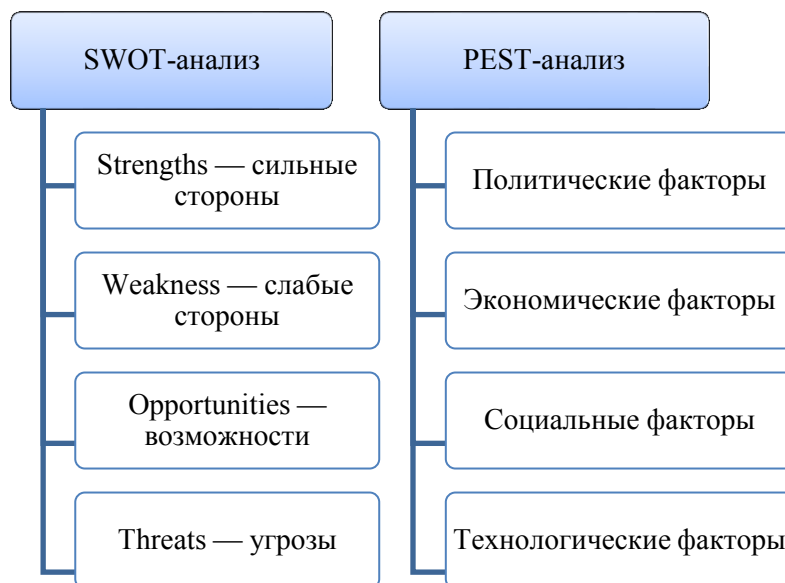 SWOT-анализ
Strengths — сильные
стороны
Weakness — слабые
стороны
Opportunities —
возможности
Threats — угрозы
PEST-анализ
Политические факторы
Экономические факторы
Социальные факторы
Технологические факторы